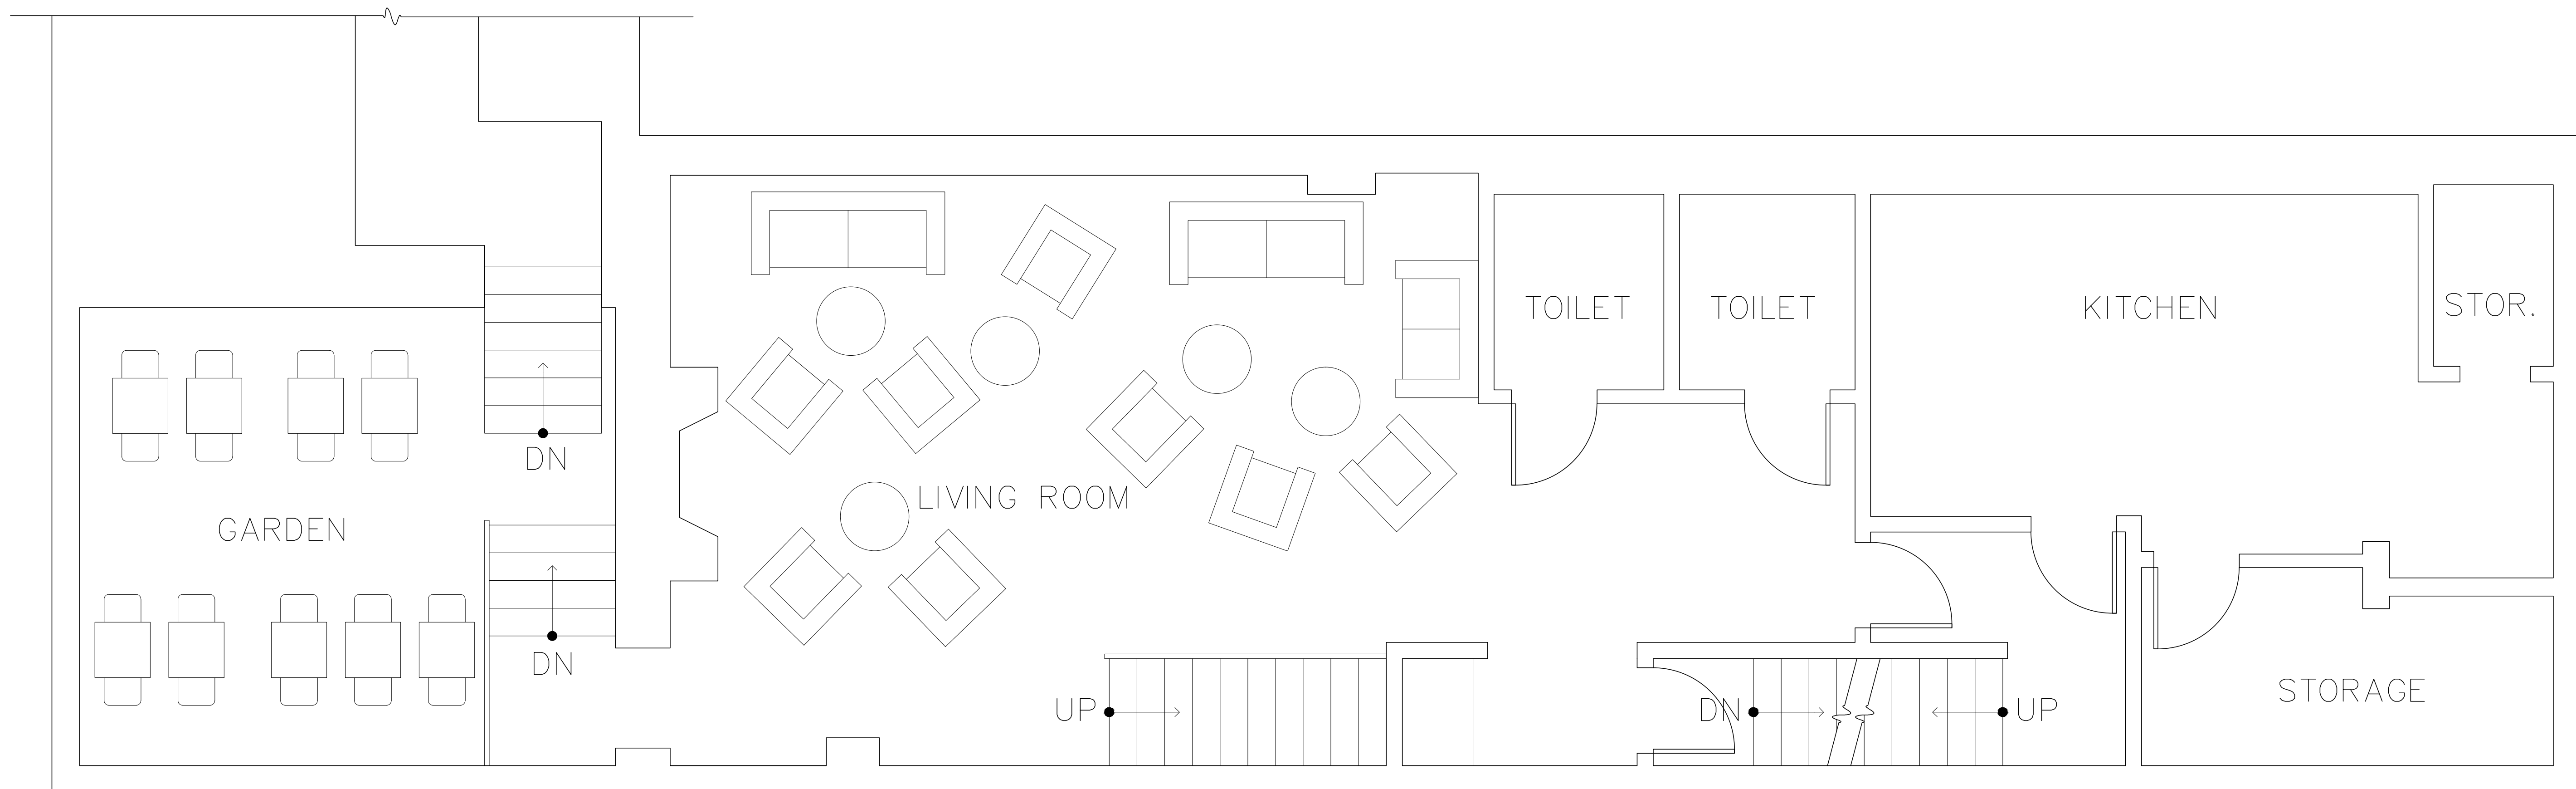 TOILET
TOILET
KITCHEN
STOR.
DN
LIVING ROOM
GARDEN
DN
UP
DN
UP
STORAGE